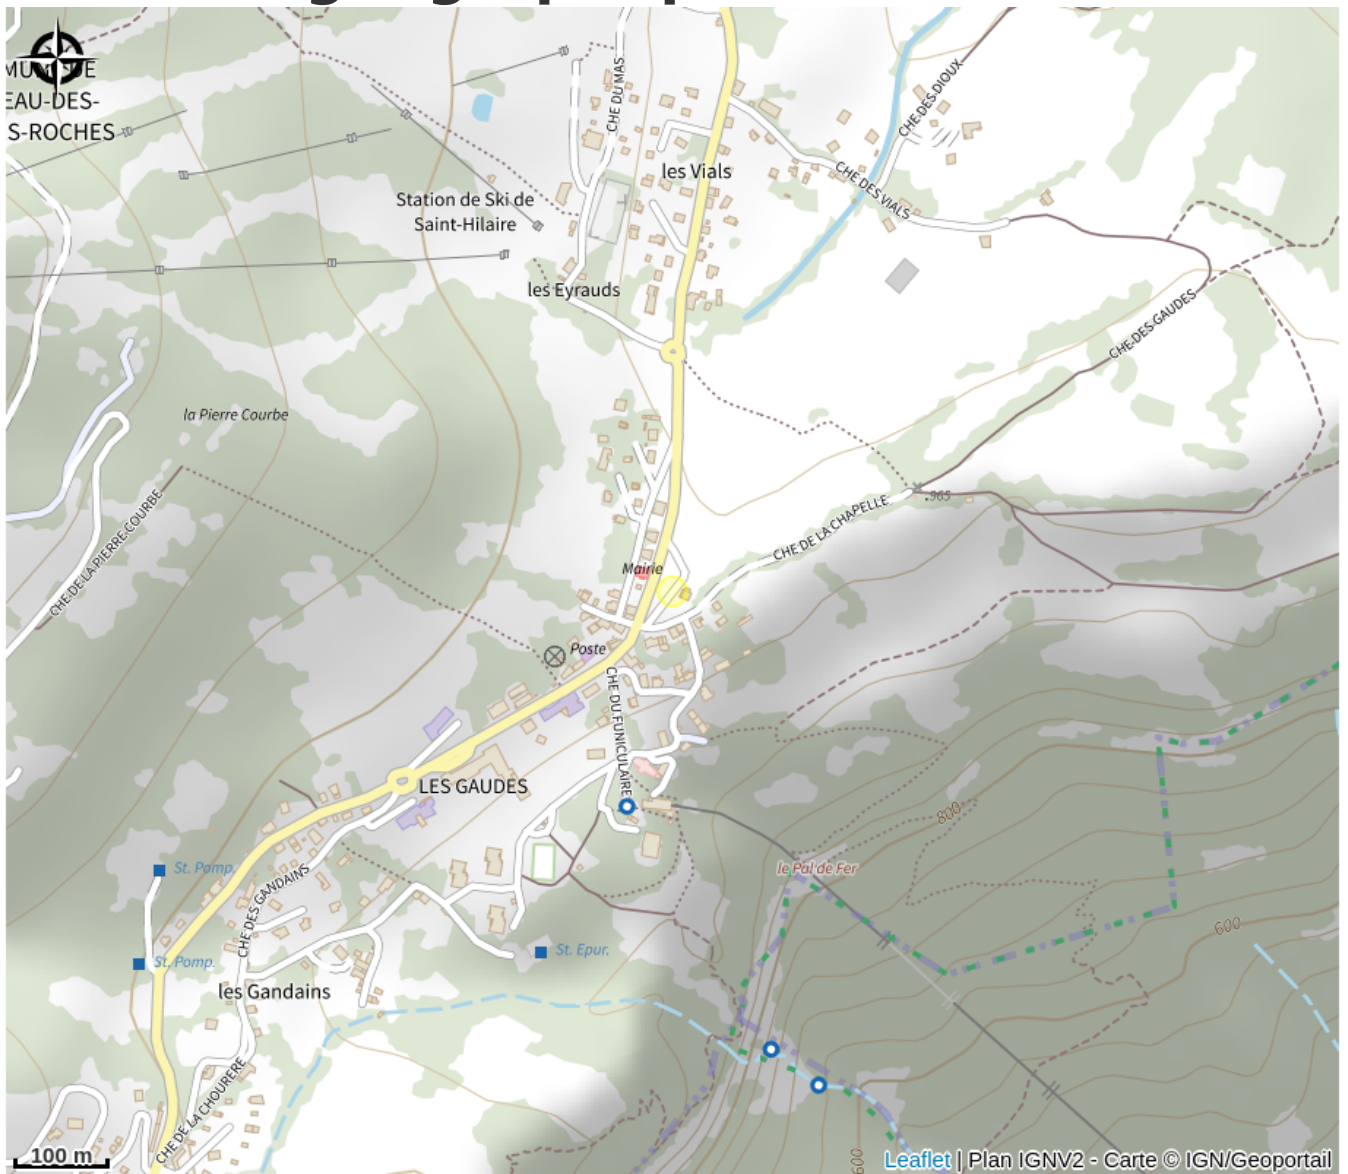 EAU-DES-
S-ROCHES
CHE DU MAS
CHE DES DIOUX
les Vials
CHE DES VIALS
Station de Ski de
Saint-Hilaire
les Eyrauds
CHE DES GAUDES
la Pierre Courbe
CHE DE LA PIERRE COURBE
.965
CHE DE LA CHAPELLE
Mairie
Poste
CHE DU FUNICULAIRE
LES GAUDES
800
le Pal de Fer
St. Pomp.
CHE DES GANDAINS
600
St. Epur.
St. Pomp.
les Gandains
CHE DE LA CHOURERE
600
100 m
Leaflet | Plan IGNV2 - Carte © IGN/Geoportail